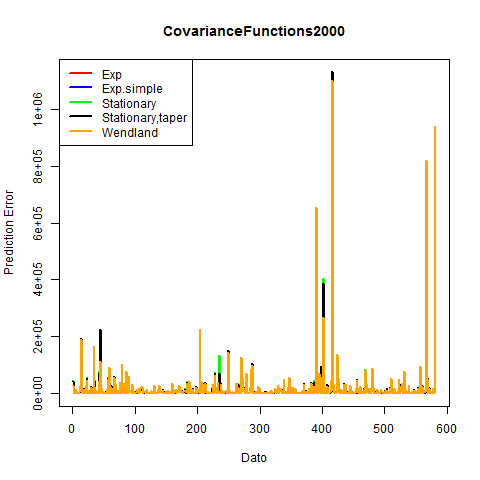 CovarianceFunctions2000
Exp
Exp.simple
Stationary
Stationary,taper
Wendland
Prediction Error
0e+00
2e+05
4e+05
6e+05
8e+05
1e+06
0
100
200
300
400
500
600
Dato